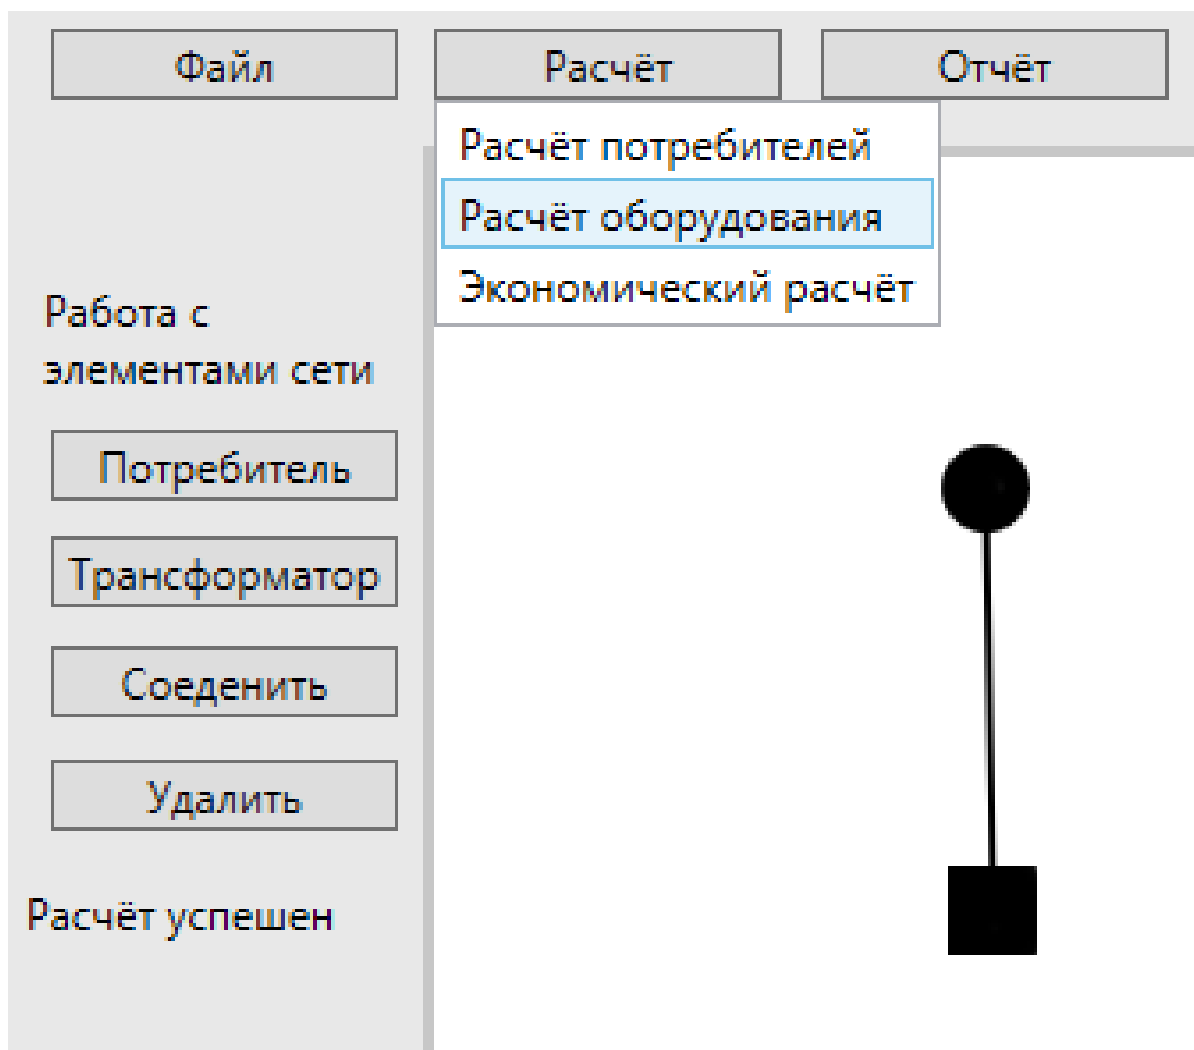 Файл
Расчёт
Отчёт
Расчёт потребителей
Расчёт оборудования
Экономический расчёт
Работа с
элементами сети
Потребитель
Трансформатор
Соеденить
Удалить
Расчёт успешен